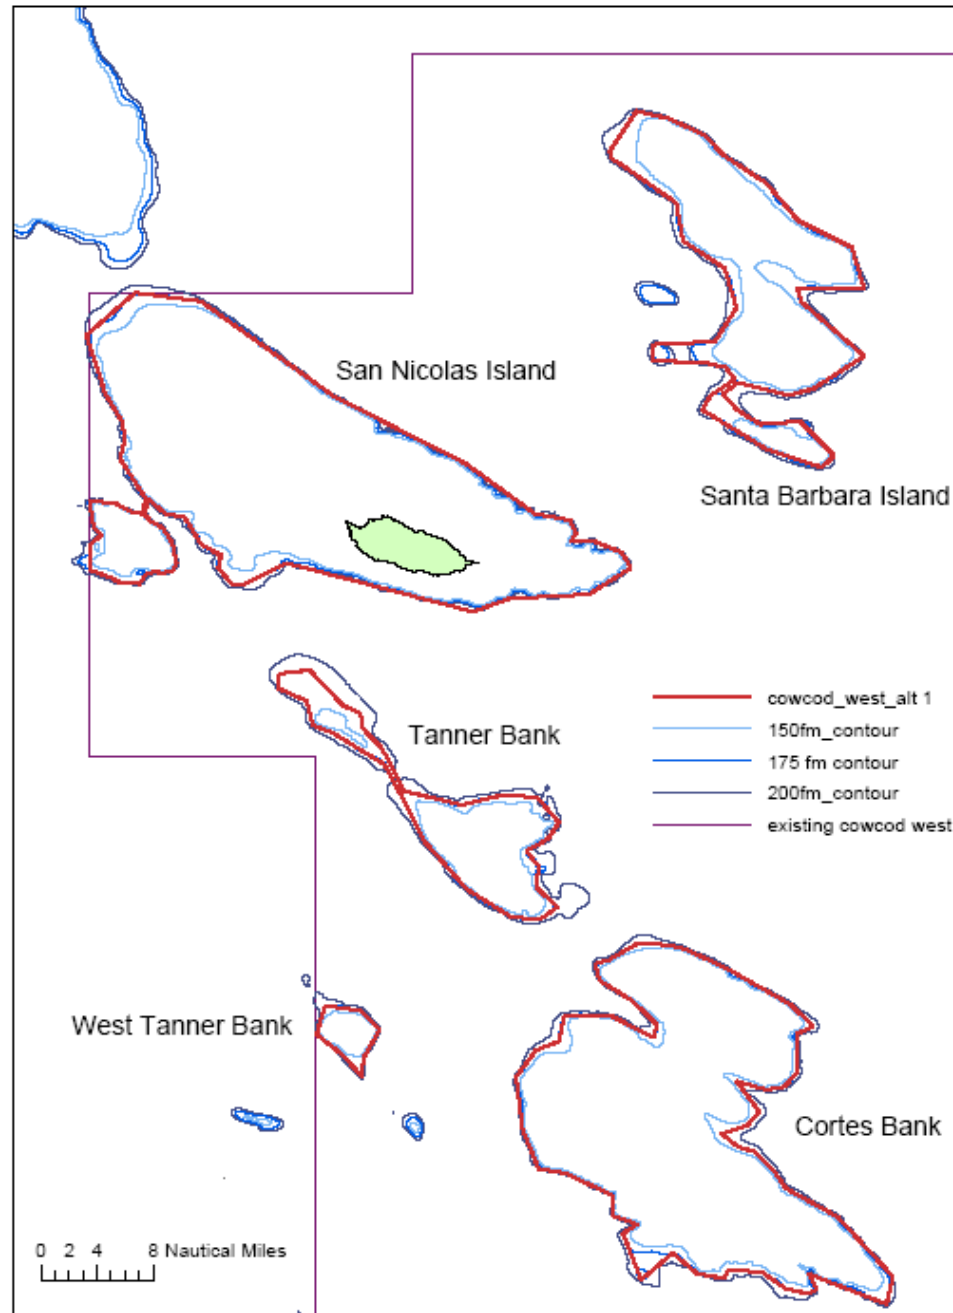 San Nicolas Island
Santa Barbara Island
cowcod_west_alt 1
Tanner Bank
150fm_contour
175 fm contour
200fm_contour
existing cowcod west
West Tanner Bank
Cortes Bank
0 2 4 8 Nautical Miles